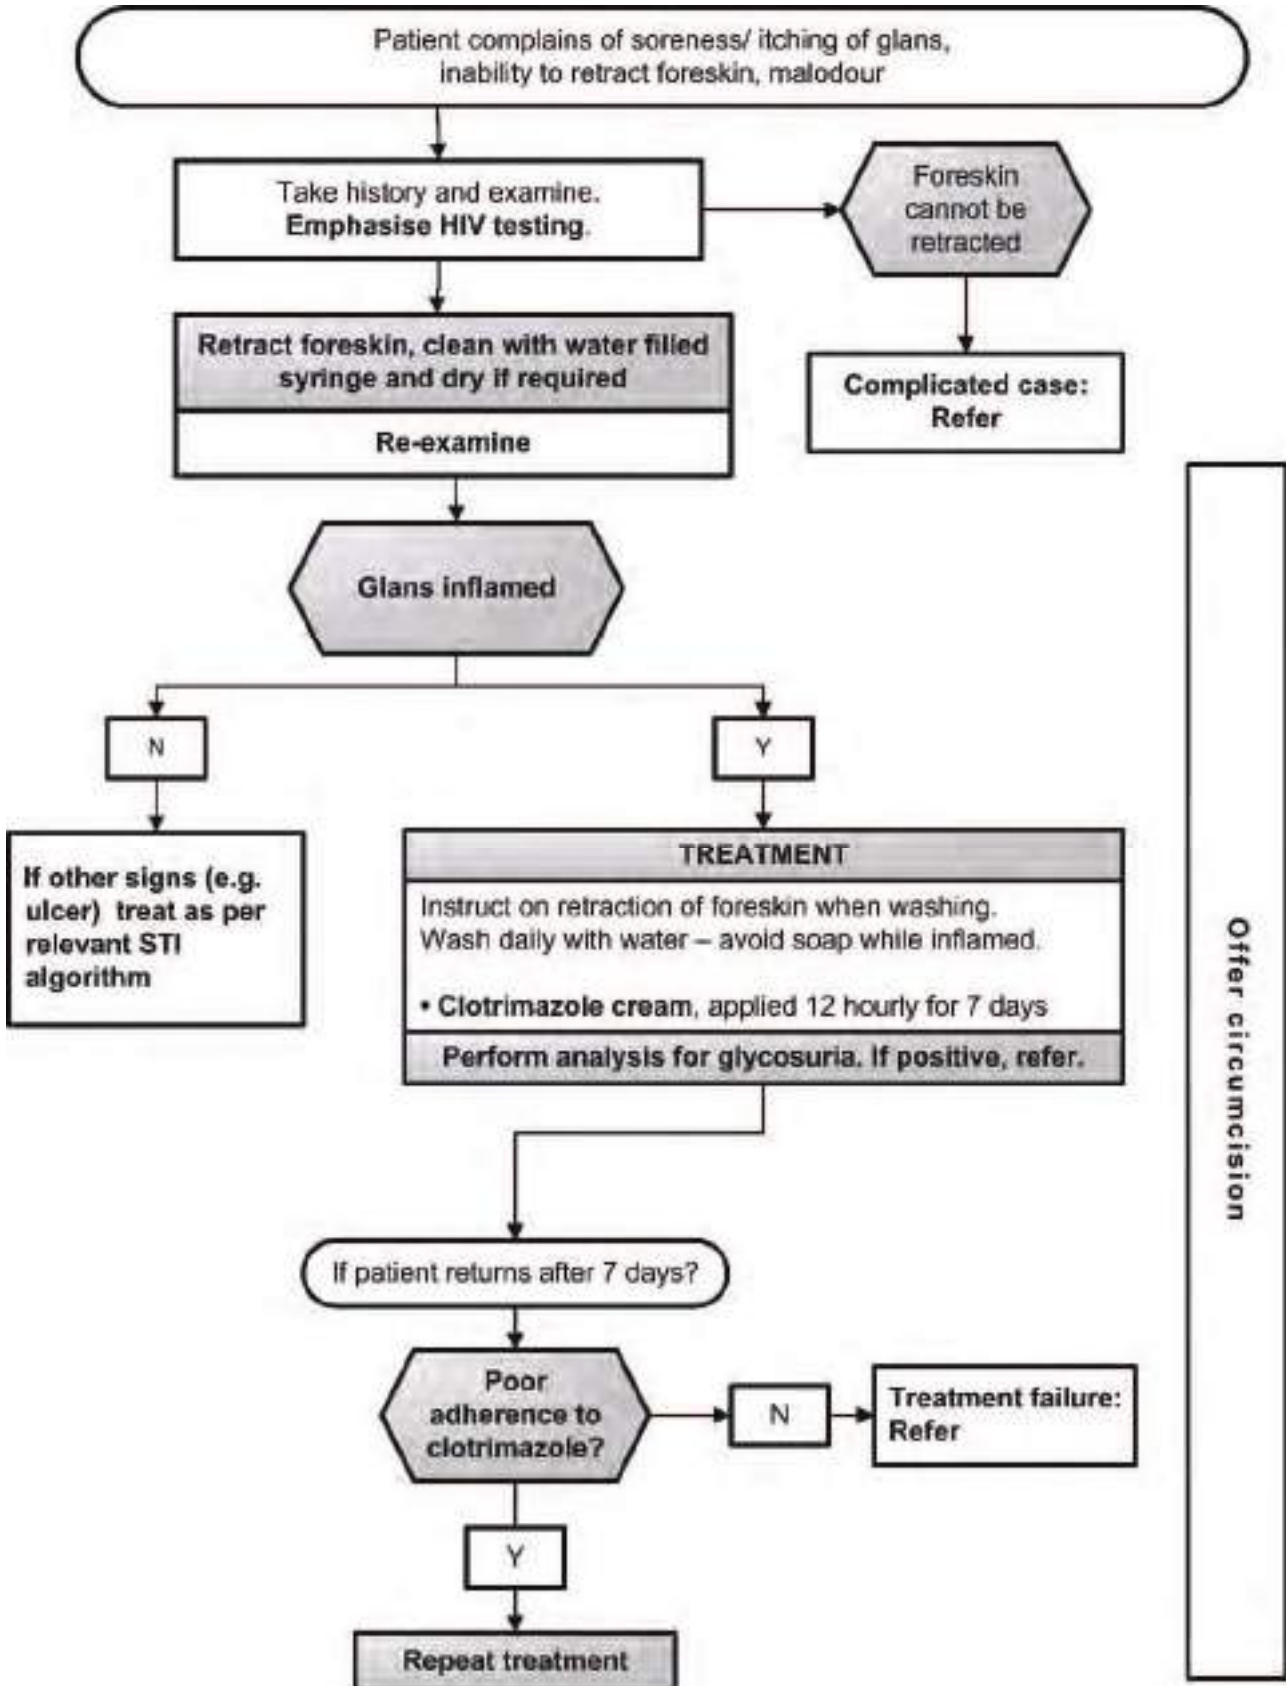 Patient complains of soreness/ itching of glans,
inability to retract foreskin, malodour
Take history and examine.
Emphasise HIV testing.
Foreskin
cannot be
retracted
Retract foreskin, clean with water filled
syringe and dry if required
Re-examine
Complicated case:
Refer
Glans inflamed
N
Y
If other signs (e.g.
ulcer) treat as per
relevant STI
algorithm
TREATMENT
Instruct on retraction of foreskin when washing.
Wash daily with water – avoid soap while inflamed.
• Clotrimazole cream, applied 12 hourly for 7 days
Perform analysis for glycosuria. If positive, refer.
If patient returns after 7 days?
Poor
adherence to
clotrimazole?
N
Treatment failure:
Refer
Y
Repeat treatment
Offer circumcision